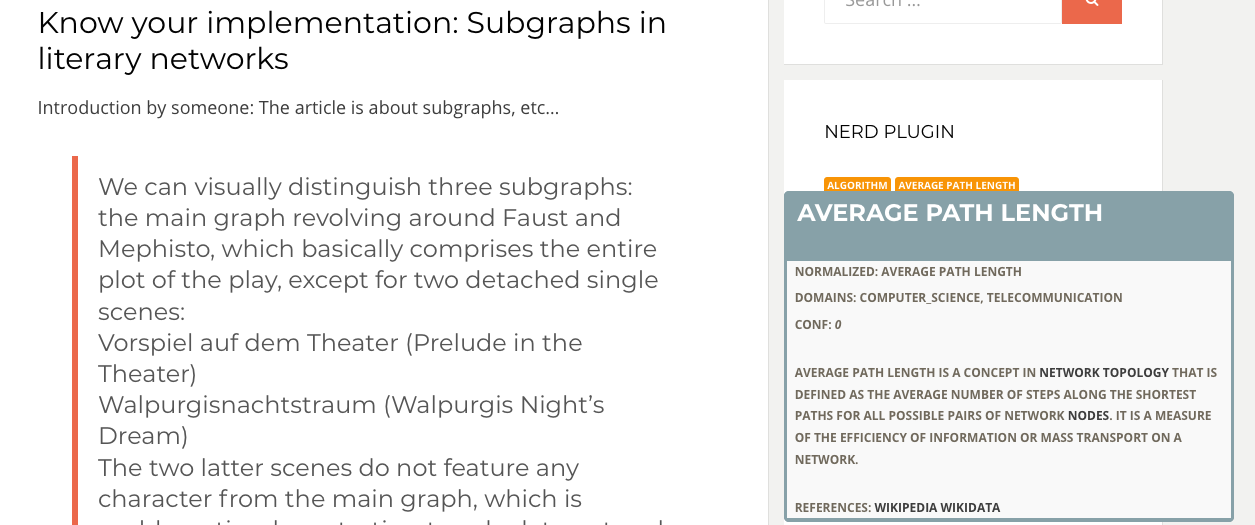 Know your implementation: Subgraphs in
literary networks
Introduction by someone: The article is about subgraphs, etc...
We can visually distinguish three subgraphs:
the main graph revolving around Faust and
Mephisto, which basically comprises the entire
plot of the play, except for two detached single
scenes:
Vorspiel auf dem Theater (Prelude in the
Theater)
Walpurgisnachtstraum (Walpurgis Night’s
Dream)
The two latter scenes do not feature any
character from the main graph, which is
Search ...
NERD PLUGIN
ALGORITHM AVERAGE PATH LENGTH
AVERAGE PATH LENGTH
NORMALIZED: AVERAGE PATH LENGTH
DOMAINS: COMPUTER_SCIENCE, TELECOMMUNICATION
CONF: 0
AVERAGE PATH LENGTH IS A CONCEPT IN NETWORK TOPOLOGY THAT IS
DEFINED AS THE AVERAGE NUMBER OF STEPS ALONG THE SHORTEST
PATHS FOR ALL POSSIBLE PAIRS OF NETWORK NODES. IT IS A MEASURE
OF THE EFFICIENCY OF INFORMATION OR MASS TRANSPORT ON A
NETWORK.
REFERENCES: WIKIPEDIA WIKIDATA